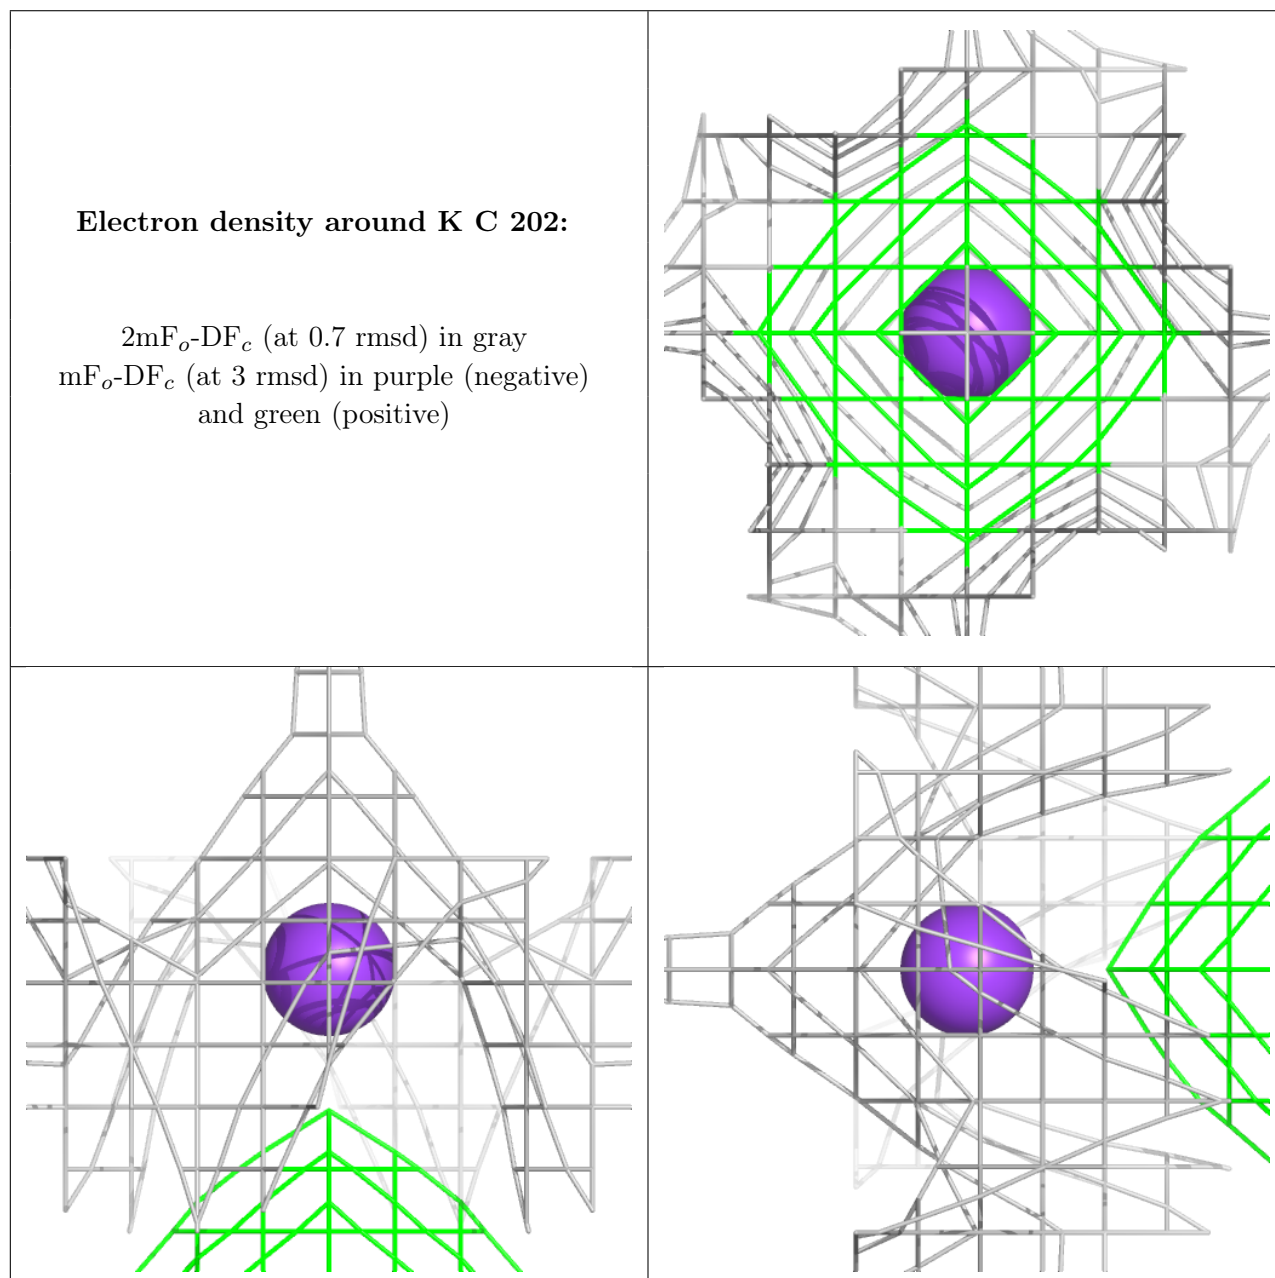 Electron density around K C 202:
2mFo-DFc (at 0.7 rmsd) in gray
mFo-DFc (at 3 rmsd) in purple (negative)
and green (positive)